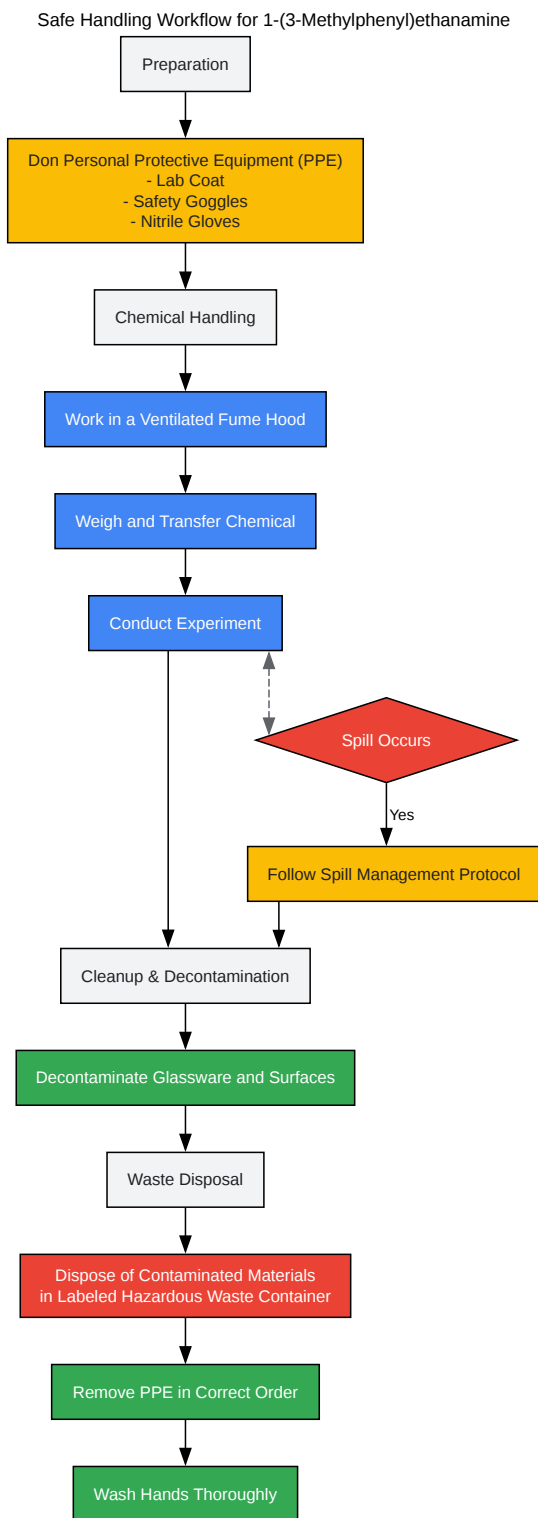 Safe Handling Workflow for 1-(3-Methylphenyl)ethanamine
Preparation
Don Personal Protective Equipment (PPE)
- Lab Coat
- Safety Goggles
- Nitrile Gloves
Chemical Handling
Work in a Ventilated Fume Hood
Weigh and Transfer Chemical
Conduct Experiment
Spill Occurs
Yes
Follow Spill Management Protocol
Cleanup & Decontamination
Decontaminate Glassware and Surfaces
Waste Disposal
Dispose of Contaminated Materials
in Labeled Hazardous Waste Container
Remove PPE in Correct Order
Wash Hands Thoroughly